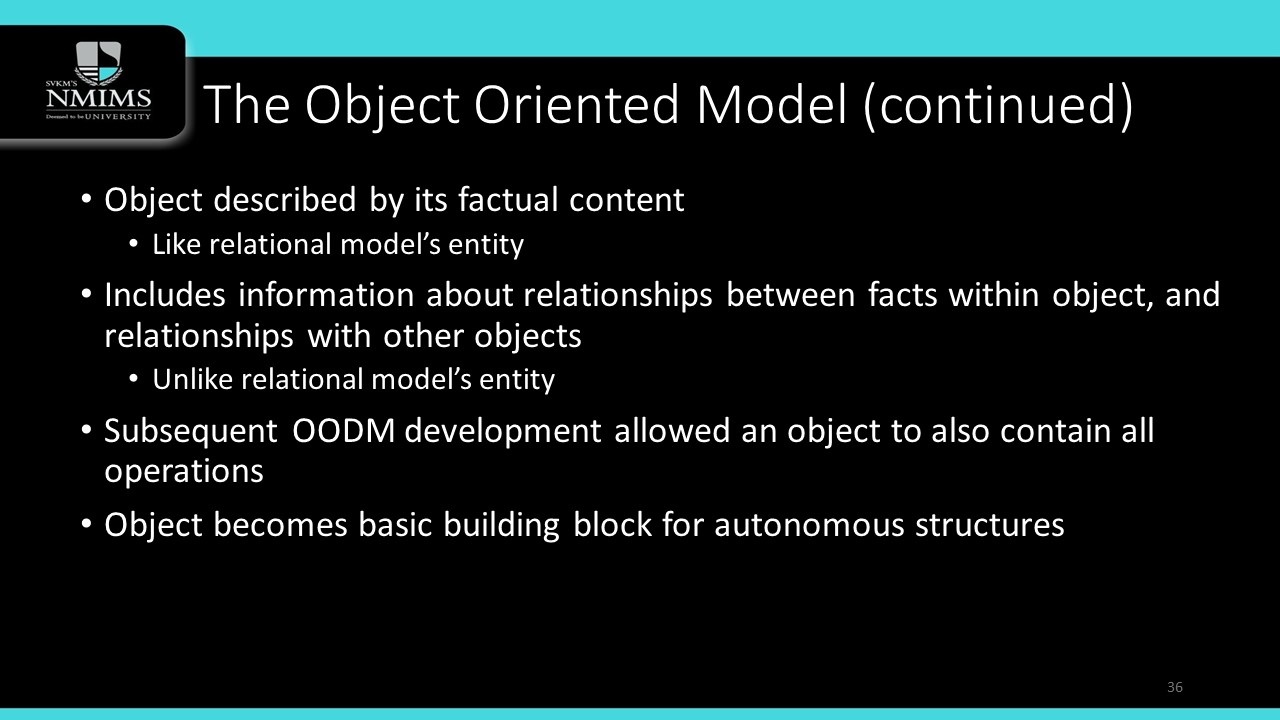 SVKM'S
NMIMS
Deemed to be UNIVERSITY
The Object Oriented Model (continued)
• Object described by its factual content
• Like relational model’s entity
• Includes information about relationships between facts within object, and
relationships with other objects
• Unlike relational model’s entity
• Subsequent OODM development allowed an object to also contain all
operations
• Object becomes basic building block for autonomous structures
36